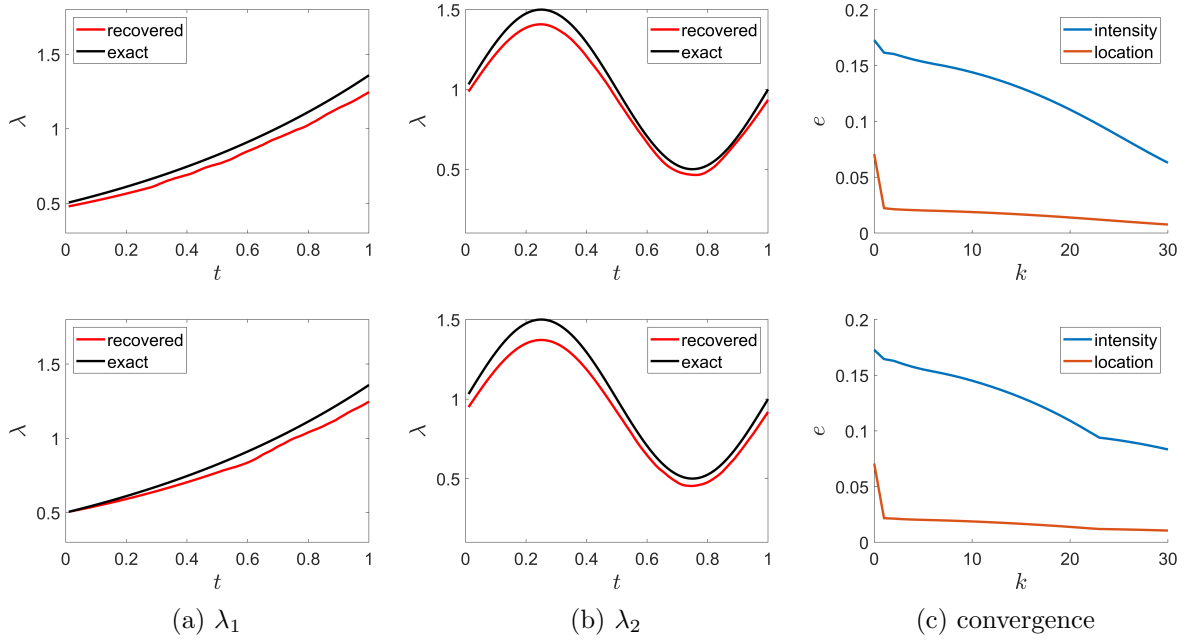 recovered
exact
λ
1.5
1
0.5
0 0.2 0.4 0.6 0.8 1
t
recovered
exact
λ
1.5
1
0.5
0 0.2 0.4 0.6 0.8 1
t
intensity
location
e
0.2
0.15
0.1
0.05
0
0 10 20 30
k
recovered
exact
λ
1.5
1
0.5
0 0.2 0.4 0.6 0.8 1
t
recovered
exact
λ
1.5
1
0.5
0 0.2 0.4 0.6 0.8 1
t
intensity
location
e
0.2
0.15
0.1
0.05
0
0 10 20 30
k
(a) λ₁
(b) λ₂
(c) convergence